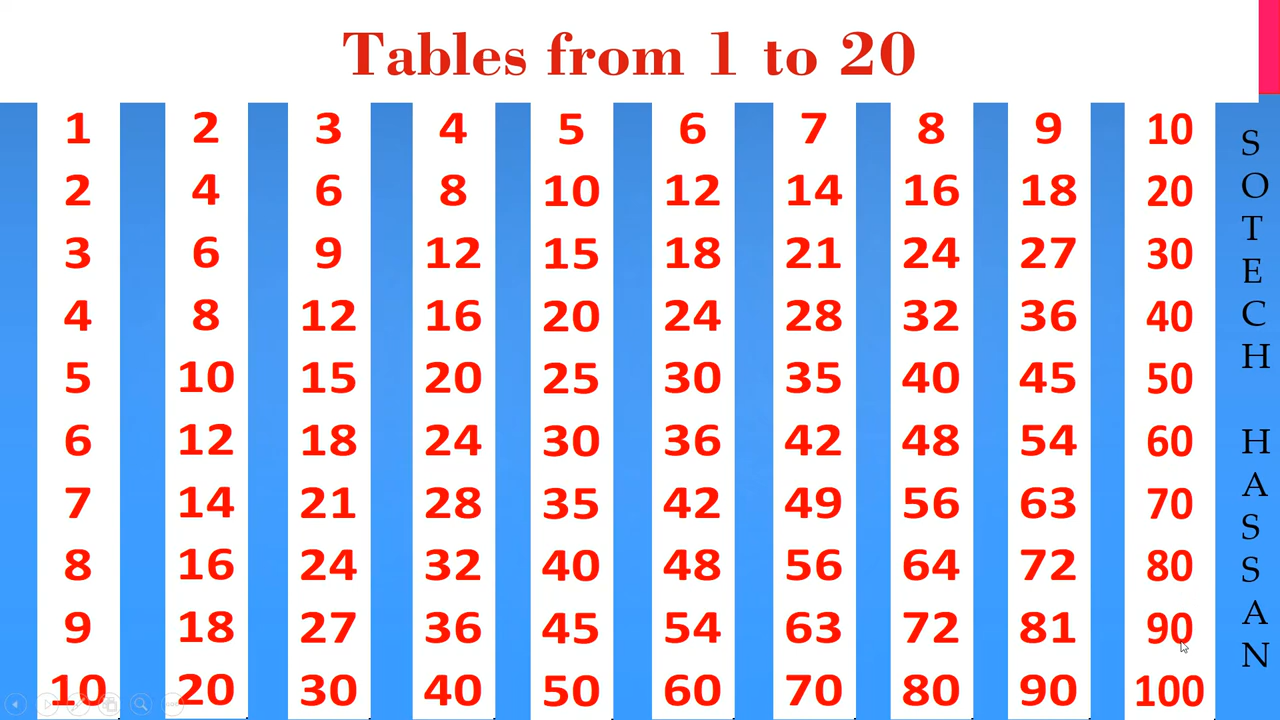 Tables from 1 to 20
1 2 3 4 5 6 7 8 9 10
2 4 6 8 10 12 14 16 18 20
3 6 9 12 15 18 21 24 27 30
4 8 12 16 20 24 28 32 36 40
5 10 15 20 25 30 35 40 45 50
6 12 18 24 30 36 42 48 54 60
7 14 21 28 35 42 49 56 63 70
8 16 24 32 40 48 56 64 72 80
9 18 27 36 45 54 63 72 81 90
10 20 30 40 50 60 70 80 90 100
SOTECH HASSAN